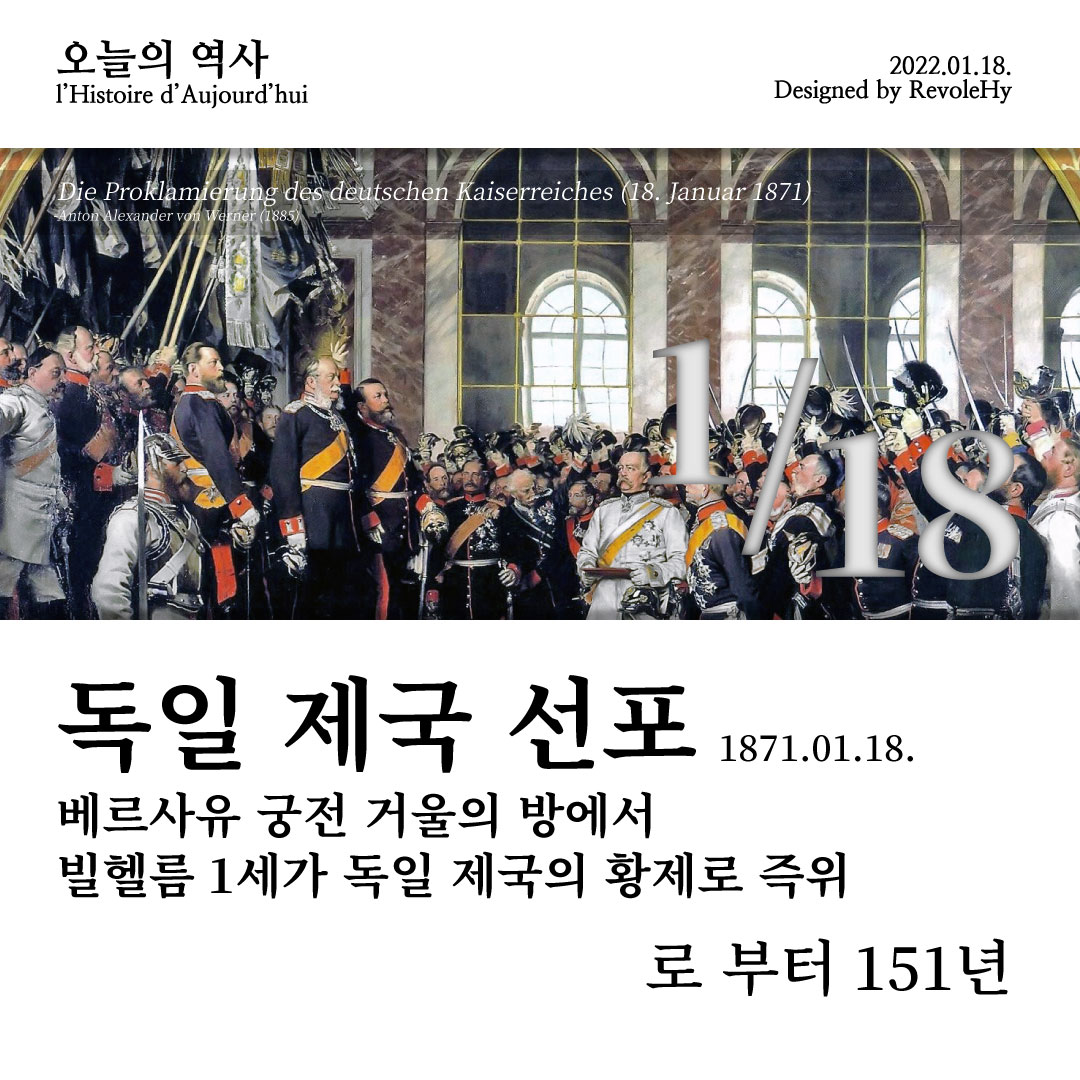 오늘의 역사
l’Histoire d’Aujourd’hui
2022.01.18.
Designed by RevoleHy
Die Proklamierung des deutschen Kaiserreiches (18. Januar 1871)
-Anton Alexander von Werner (1885)
1/18
독일 제국 선포 1871.01.18.
베르사유 궁전 거울의 방에서
빌헬름 1세가 독일 제국의 황제로 즉위
로 부터 151년